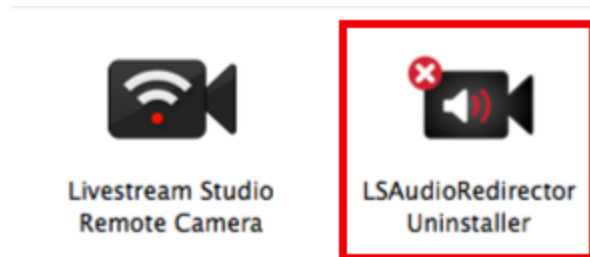 Livestream Studio
Remote Camera
LSAudioRedirector
Uninstaller